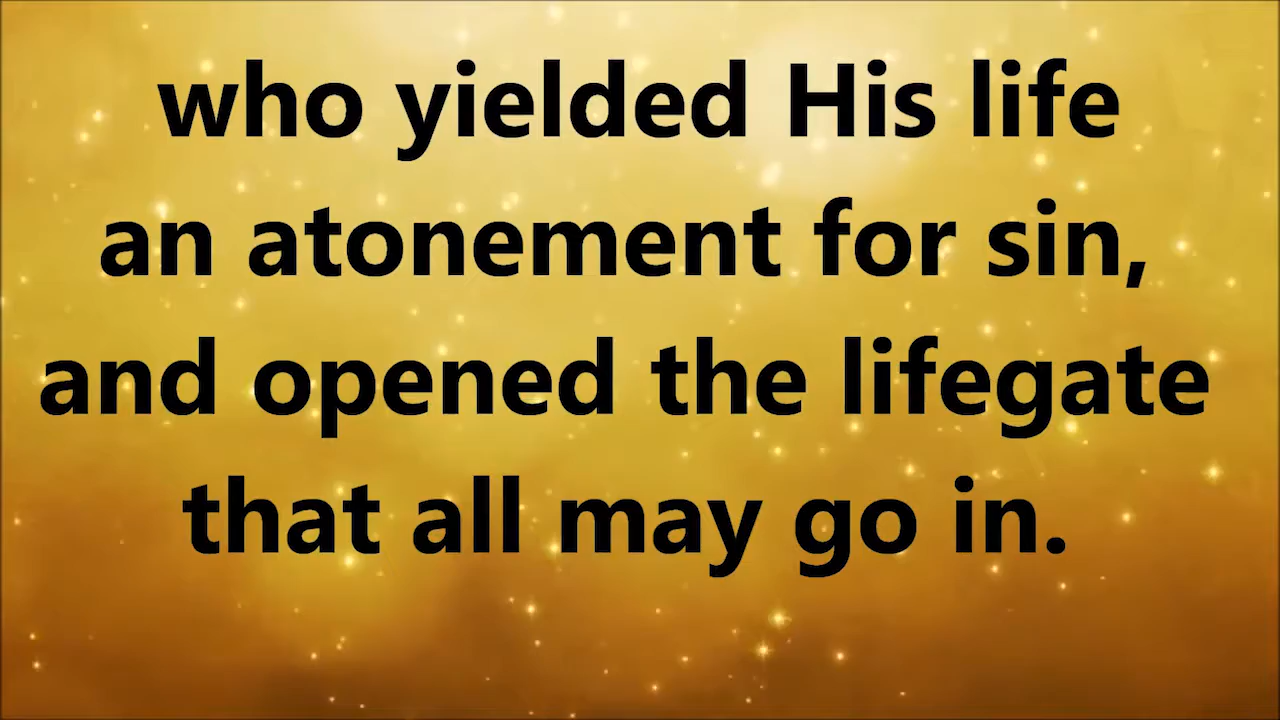 who yielded His life
an atonement for sin,
and opened the lifegate
that all may go in.